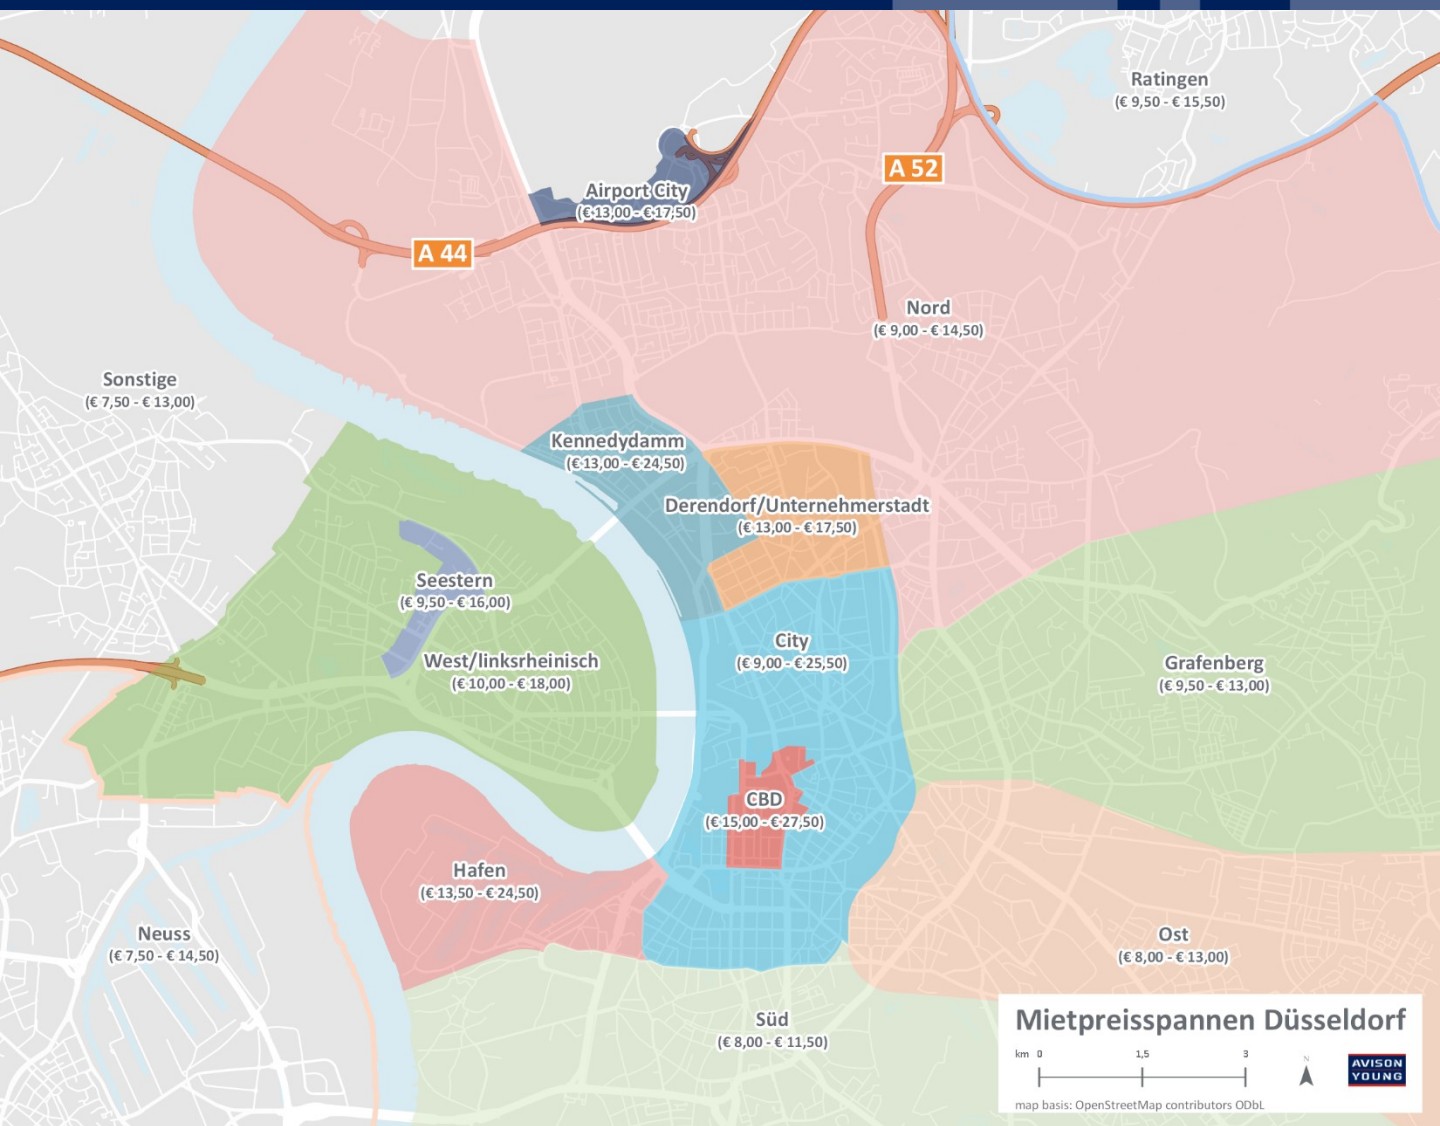 Ratingen
(€ 9,50 - € 15,50)
A 52
Airport City
(€ 13,00 - € 17,50)
A 44
Nord
(€ 9,00 - € 14,50)
Sonstige
(€ 7,50 - € 13,00)
Kennedydamm
(€ 13,00 - € 24,50)
Derendorf/Unternehmerstadt
(€ 13,00 - € 17,50)
Seestern
(€ 9,50 - € 16,00)
City
(€ 9,00 - € 25,50)
West/linksrheinisch
(€ 10,00 - € 18,00)
Grafenberg
(€ 9,50 - € 13,00)
CBD
(€ 15,00 - € 27,50)
Hafen
(€ 13,50 - € 24,50)
Neuss
(€ 7,50 - € 14,50)
Ost
(€ 8,00 - € 13,00)
Süd
(€ 8,00 - € 11,50)
Mietpreisspannen Düsseldorf
km 0 1,5 3
N
AVISON
YOUNG
map basis: OpenStreetMap contributors ODbL